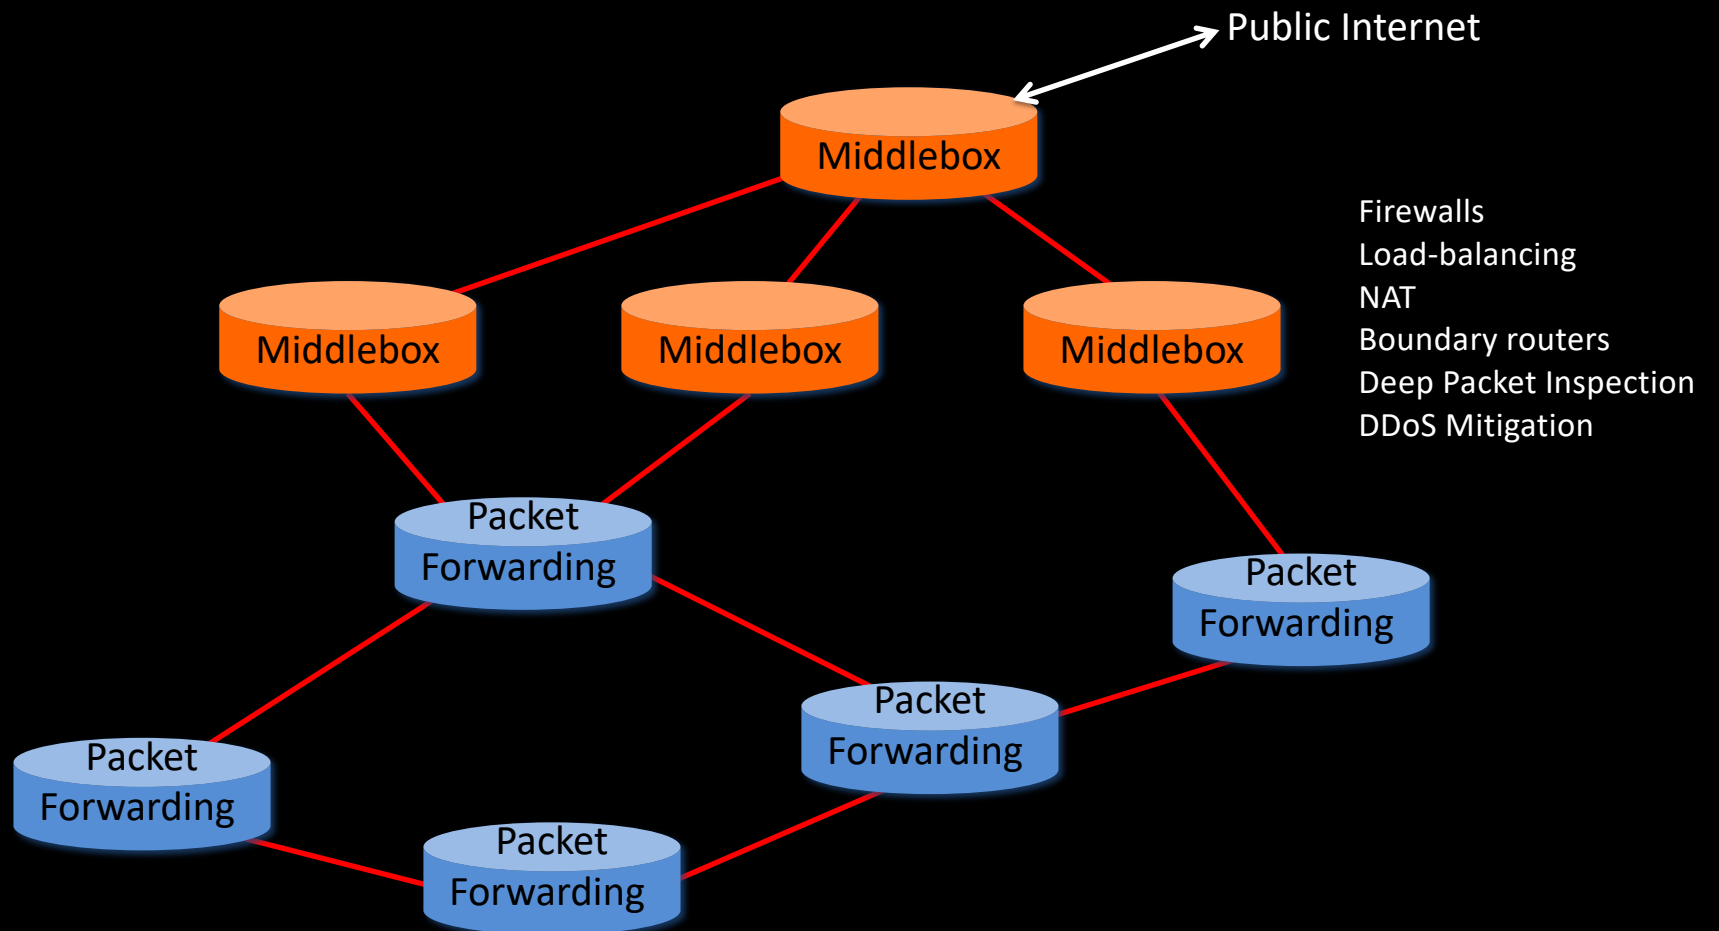 Public Internet
Middlebox
Firewalls
Load-balancing
NAT
Boundary routers
Deep Packet Inspection
DDoS Mitigation
Middlebox
Middlebox
Middlebox
Packet
Forwarding
Packet
Forwarding
Packet
Forwarding
Packet
Forwarding
Packet
Forwarding